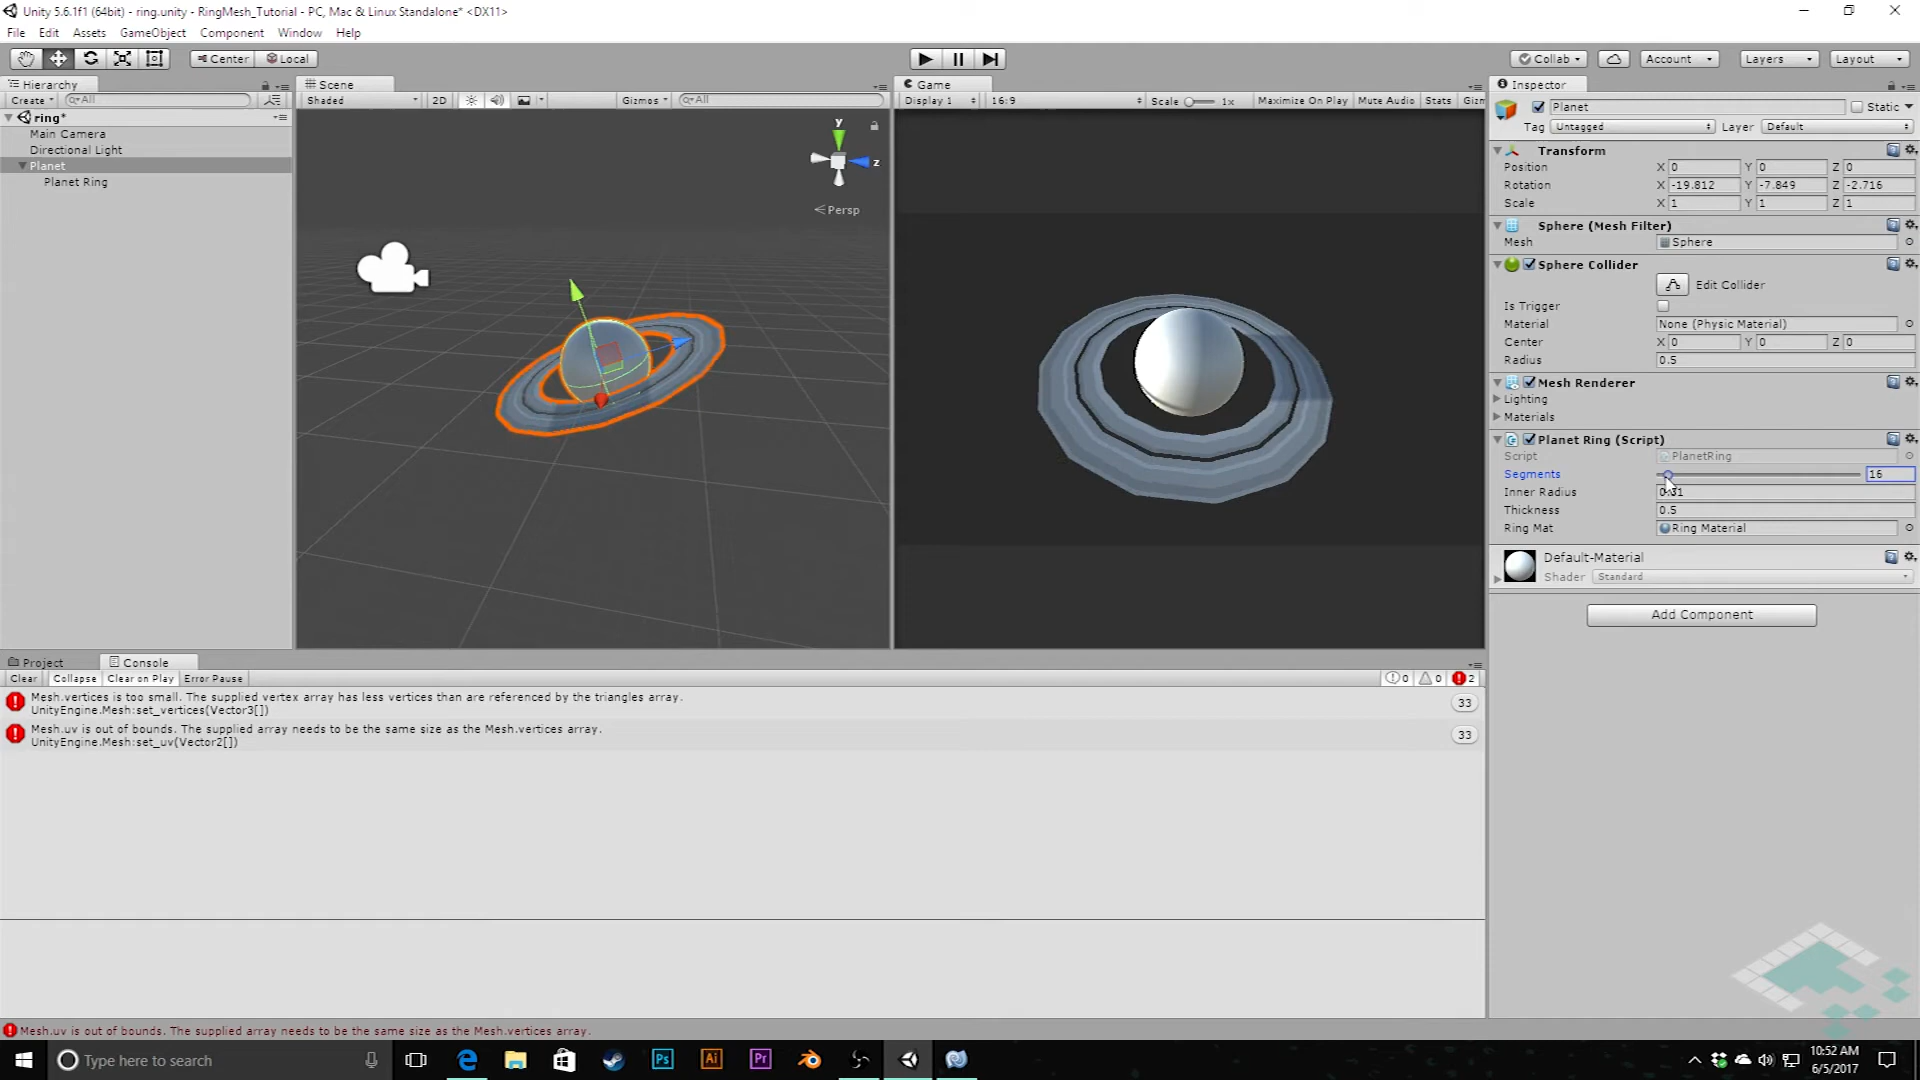 Unity 5.6.1f1 (64bit) - ring.unity - RingMesh_Tutorial - PC, Mac & Linux Standalone* <DX11>
File Edit Assets GameObject Component Window Help
Center Local
Collab Account Layers Layout
Hierarchy
Create All
ring*
Main Camera
Directional Light
Planet
Planet Ring
Scene
Shaded 2D Gizmos All
y
z
Persp
Game
Display 1 16:9 Scale 1x Maximize On Play Mute Audio Stats
Inspector
Planet Static
Tag Untagged Layer Default
Transform
Position X 0 Y 0 Z 0
Rotation X -19.812 Y -7.849 Z -2.716
Scale X 1 Y 1 Z 1
Sphere (Mesh Filter)
Mesh Sphere
Sphere Collider
Edit Collider
Is Trigger
Material None (Physic Material)
Center X 0 Y 0 Z 0
Radius 0.5
Mesh Renderer
Lighting
Materials
Planet Ring (Script)
Script PlanetRing
Segments 16
Inner Radius
Thickness 0.5
Ring Mat Ring Material
Default-Material
Shader Standard
Add Component
Project Console
Clear Collapse Clear on Play Error Pause 0 0 2
Mesh.vertices is too small. The supplied vertex array has less vertices than are referenced by the triangles array.
UnityEngine.Mesh:set_vertices(Vector3[])
33
Mesh.uv is out of bounds. The supplied array needs to be the same size as the Mesh.vertices array.
UnityEngine.Mesh:set_uv(Vector2[])
33
Mesh.uv is out of bounds. The supplied array needs to be the same size as the Mesh.vertices array.
Type here to search
Ps Ai Pr
10:52 AM
6/5/2017